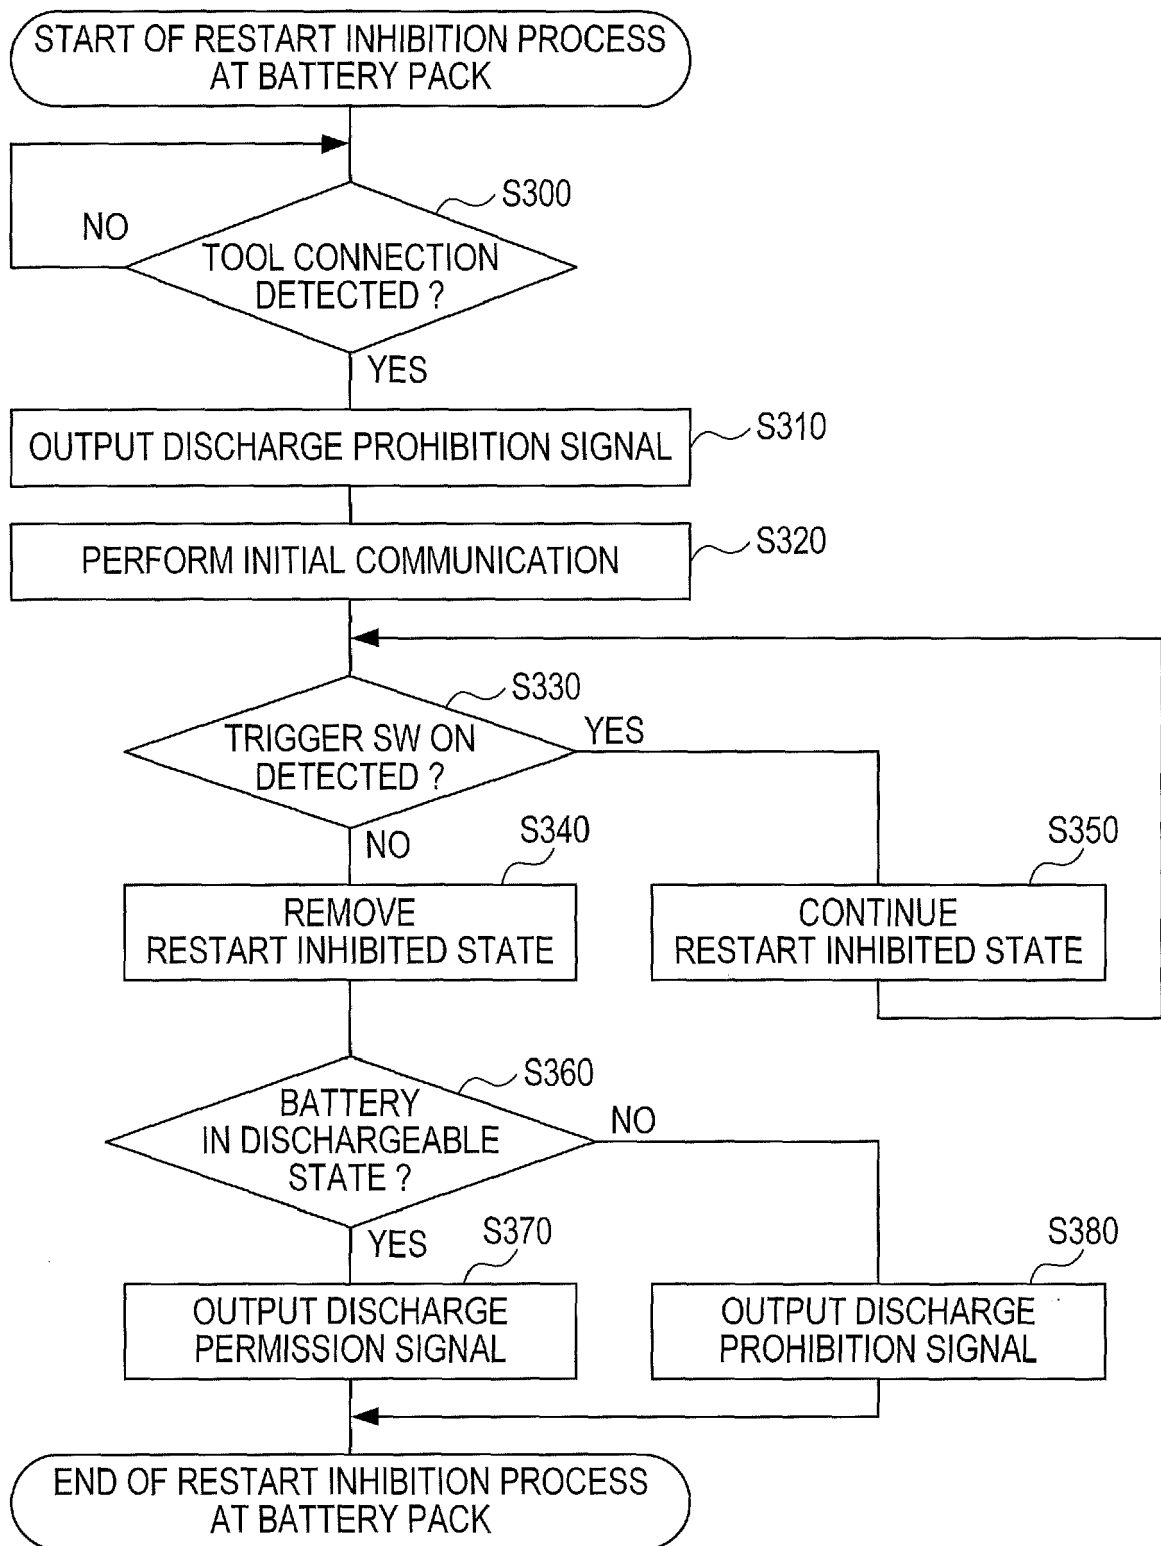 START OF RESTART INHIBITION PROCESS
AT BATTERY PACK
S300
NO
TOOL CONNECTION
DETECTED ?
YES
S310
OUTPUT DISCHARGE PROHIBITION SIGNAL
S320
PERFORM INITIAL COMMUNICATION
S330
YES
TRIGGER SW ON
DETECTED ?
NO
S340
S350
REMOVE
RESTART INHIBITED STATE
CONTINUE
RESTART INHIBITED STATE
S360
BATTERY
IN DISCHARGEABLE
STATE ?
NO
YES
S370
S380
OUTPUT DISCHARGE
PERMISSION SIGNAL
OUTPUT DISCHARGE
PROHIBITION SIGNAL
END OF RESTART INHIBITION PROCESS
AT BATTERY PACK